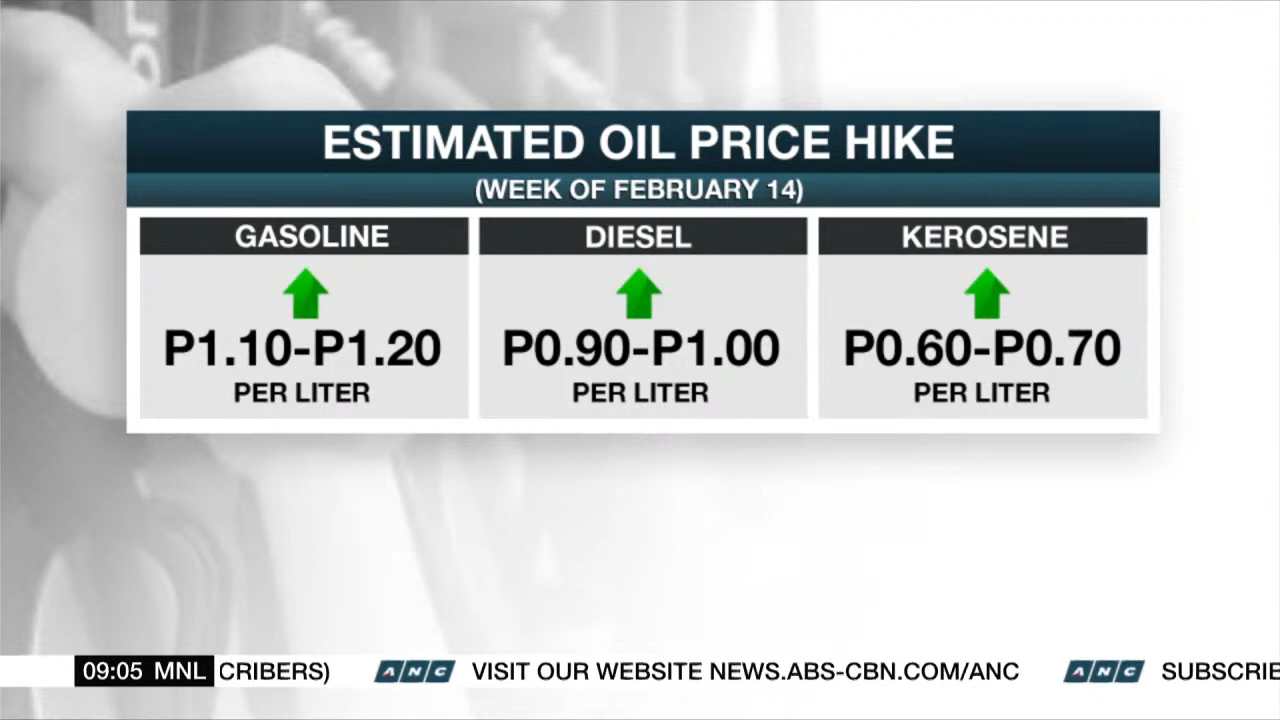 ESTIMATED OIL PRICE HIKE
(WEEK OF FEBRUARY 14)
GASOLINE
P1.10-P1.20
PER LITER
DIESEL
P0.90-P1.00
PER LITER
KEROSENE
P0.60-P0.70
PER LITER
09:05 MNL CRIBERS) ANC VISIT OUR WEBSITE NEWS.ABS-CBN.COM/ANC ANC SUBSCRIBE